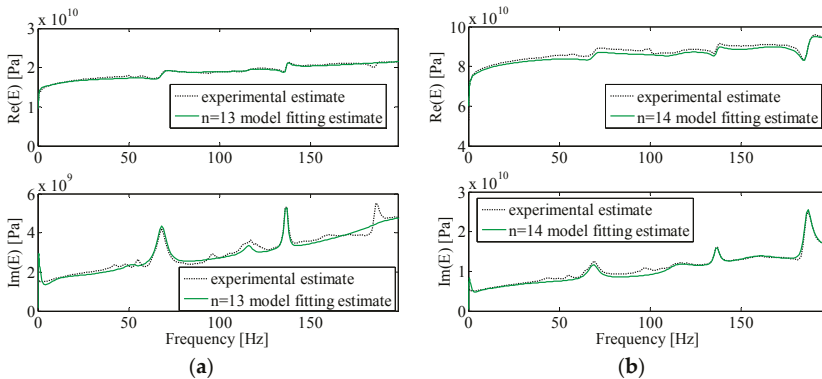 x 10^10
3
2
1
0
Re(E) [Pa]
0
50
100
150
experimental estimate
n=13 model fitting estimate
x 10^9
6
4
2
0
Im(E) [Pa]
0
50
100
150
Frequency [Hz]
experimental estimate
n=13 model fitting estimate
(a)
x 10^10
10
8
6
4
Re(E) [Pa]
0
50
100
150
experimental estimate
n=14 model fitting estimate
x 10^10
3
2
1
0
Im(E) [Pa]
0
50
100
150
Frequency [Hz]
experimental estimate
n=14 model fitting estimate
(b)